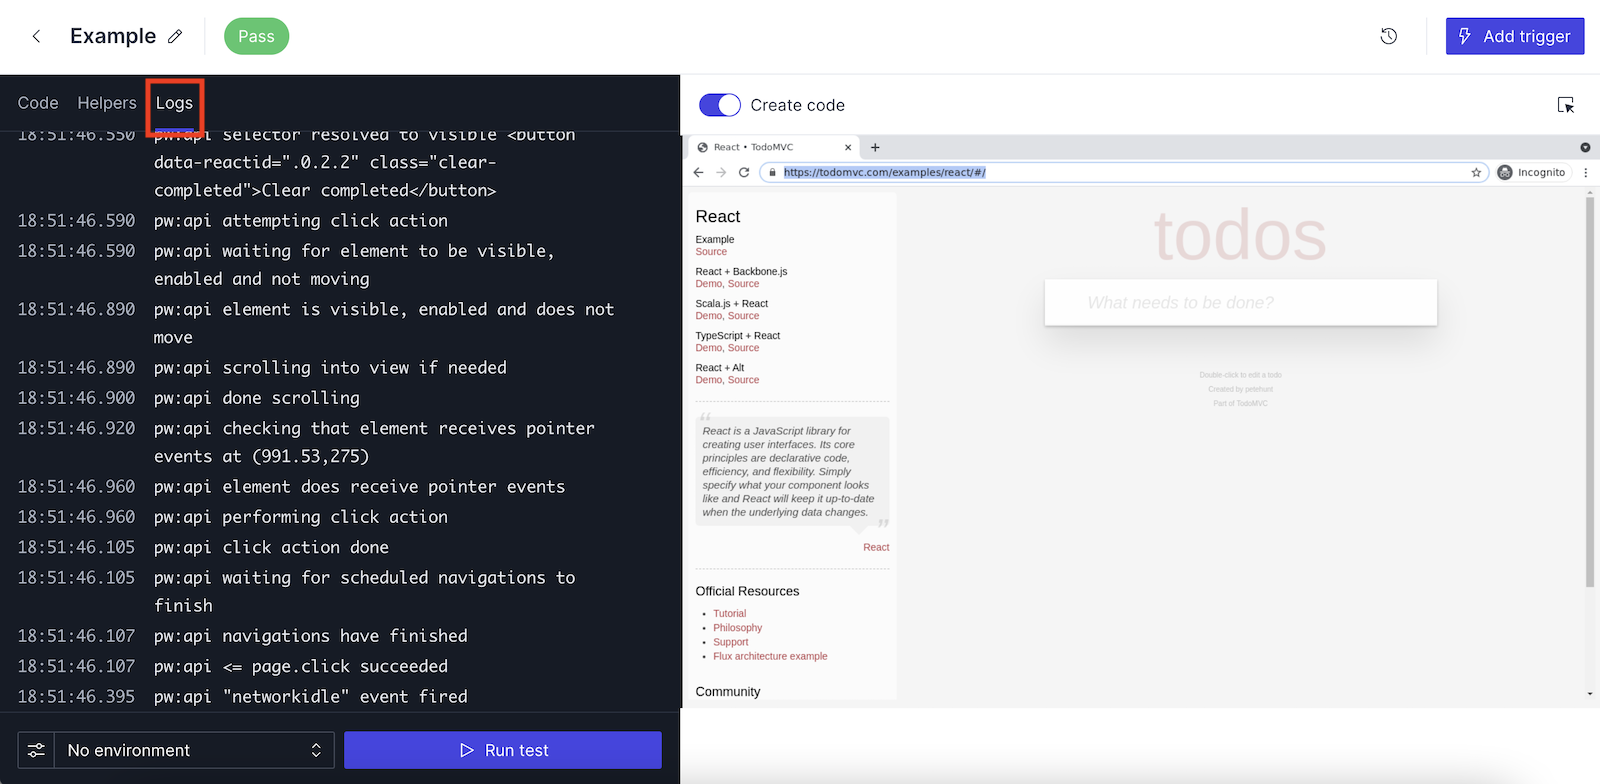 Example
Pass
Add trigger
Code Helpers Logs
18:51:46.550 pw:api selector resolved to visible <button
data-reactid=".0.2.2" class="clear-
completed">Clear completed</button>
18:51:46.590 pw:api attempting click action
18:51:46.590 pw:api waiting for element to be visible,
enabled and not moving
18:51:46.890 pw:api element is visible, enabled and does not
move
18:51:46.890 pw:api scrolling into view if needed
18:51:46.900 pw:api done scrolling
18:51:46.920 pw:api checking that element receives pointer
events at (991.53,275)
18:51:46.960 pw:api element does receive pointer events
18:51:46.960 pw:api performing click action
18:51:46.105 pw:api click action done
18:51:46.105 pw:api waiting for scheduled navigations to
finish
18:51:46.107 pw:api navigations have finished
18:51:46.107 pw:api <= page.click succeeded
18:51:46.395 pw:api "networkidle" event fired
No environment
Run test
Create code
React • TodoMVC
https://todomvc.com/examples/react/#/
Incognito
React
Example
Source
React + Backbone.js
Demo, Source
Scala.js + React
Demo, Source
TypeScript + React
Demo, Source
React + Alt
Demo, Source
“
React is a JavaScript library for
creating user interfaces. Its core
principles are declarative code,
efficiency, and flexibility. Simply
specify what your component looks
like and React will keep it up-to-date
when the underlying data changes.
”
React
Official Resources
• Tutorial
• Philosophy
• Support
• Flux architecture example
Community
todos
What needs to be done?
Double-click to edit a todo
Created by petehunt
Part of TodoMVC